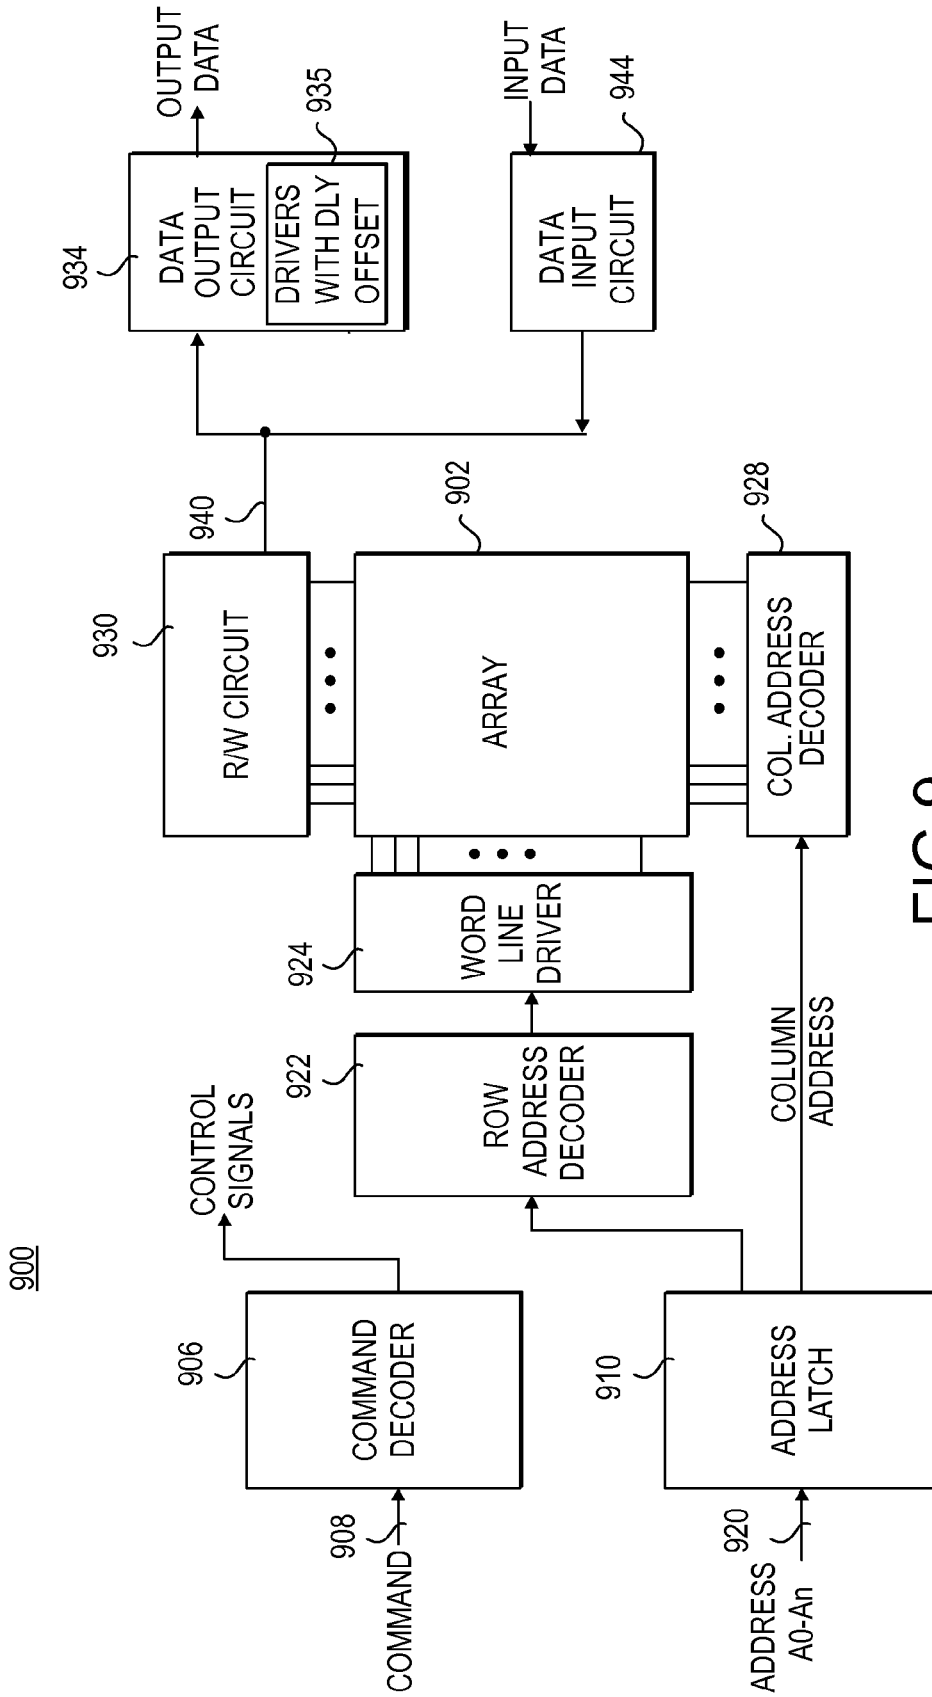 900
COMMAND
908
906
COMMAND
DECODER
CONTROL
SIGNALS
ADDRESS
A0-An
920
910
ADDRESS
LATCH
COLUMN
ADDRESS
922
ROW
ADDRESS
DECODER
924
WORD
LINE
DRIVER
930
R/W CIRCUIT
902
ARRAY
928
COL. ADDRESS
DECODER
940
934
DATA
OUTPUT
CIRCUIT
DRIVERS
WITH DLY
OFFSET
935
OUTPUT
DATA
INPUT
DATA
944
DATA
INPUT
CIRCUIT